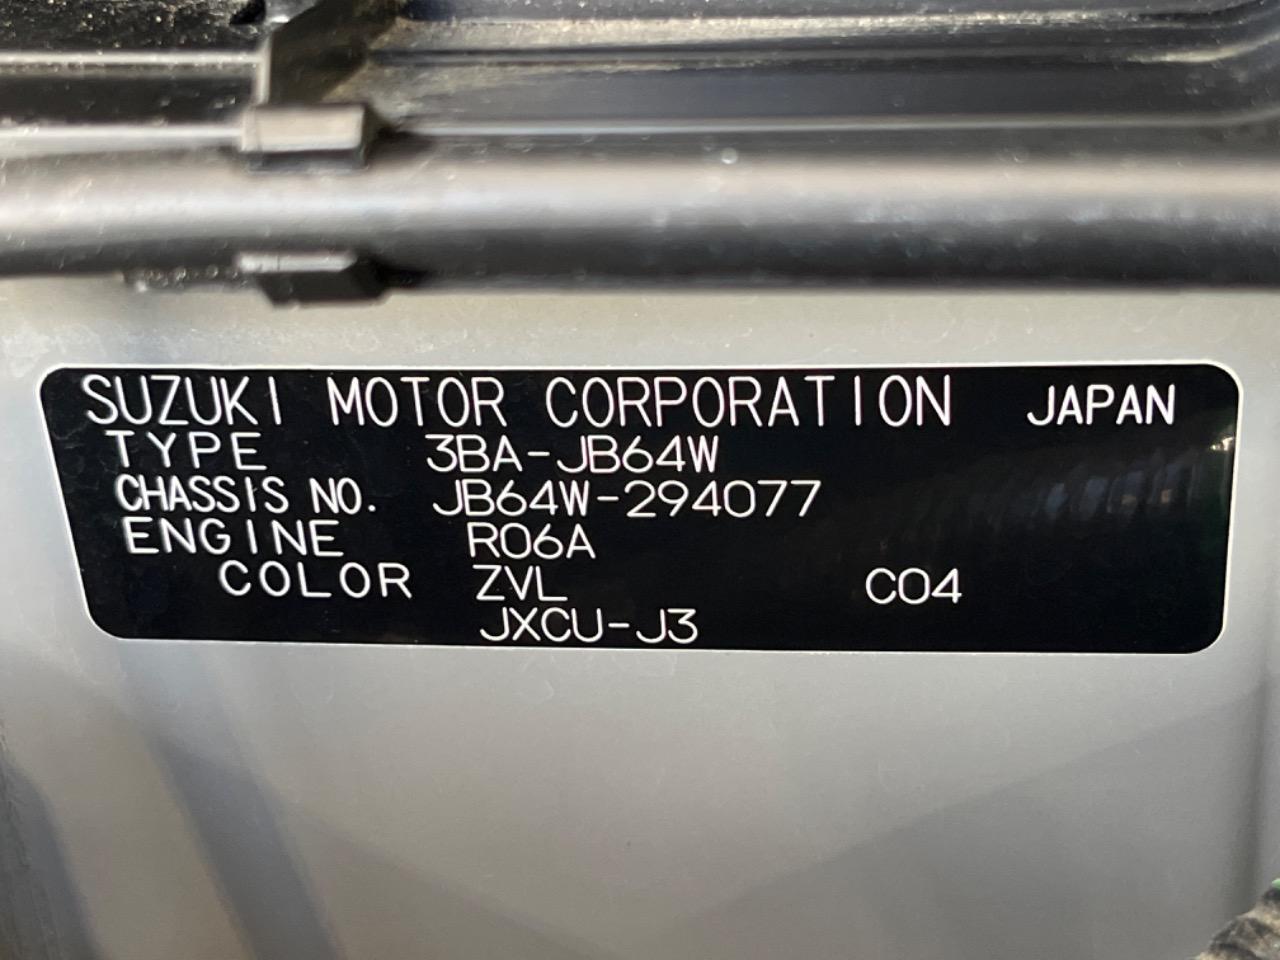 SUZUKI MOTOR CORPORATION JAPAN
TYPE 3BA-JB64W
CHASSIS NO. JB64W-294077
ENGINE R06A
COLOR ZVL C04
JXCU-J3